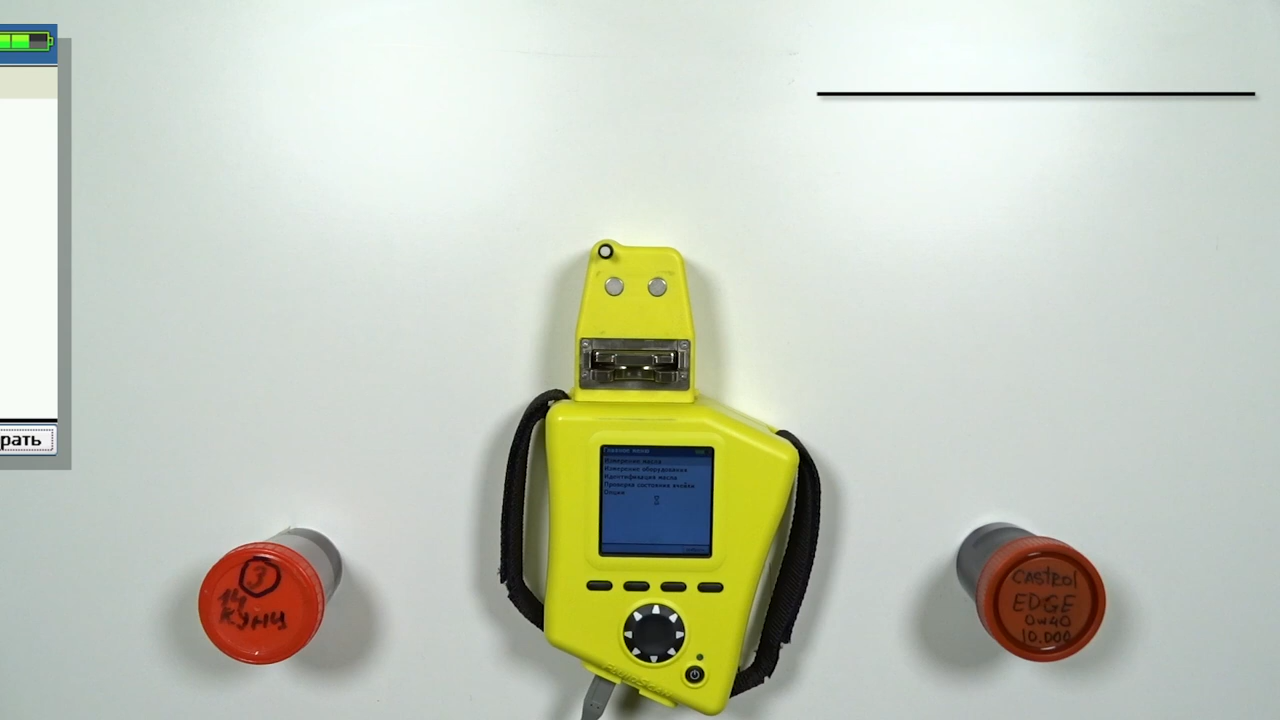 рать
Главное меню
Измерение масла
Измерение оборудования
Идентификация масла
Проверка состояния ячейки
Опции
3
CASTROL
EDGE
0W40
10.000